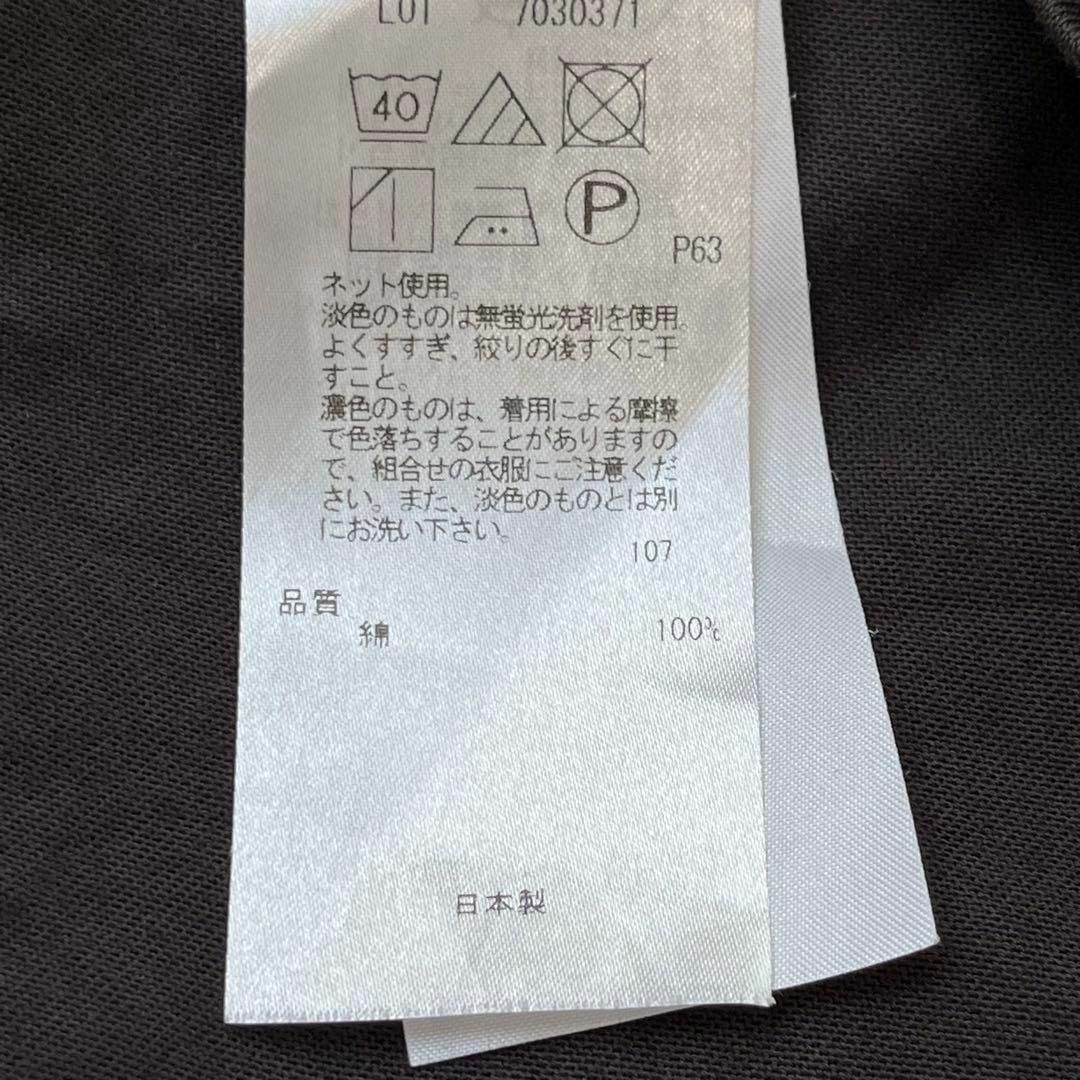 L01 7030371
40
P
P63
ネット使用。
淡色のものは無蛍光洗剤を使用。
よくすすぎ、絞りの後すぐに干
すこと。
濃色のものは、着用による摩擦
で色落ちすることがありますの
で、組合せの衣服にご注意くだ
さい。また、淡色のものとは別
にお洗い下さい。
107
品質
綿 100%
日本製